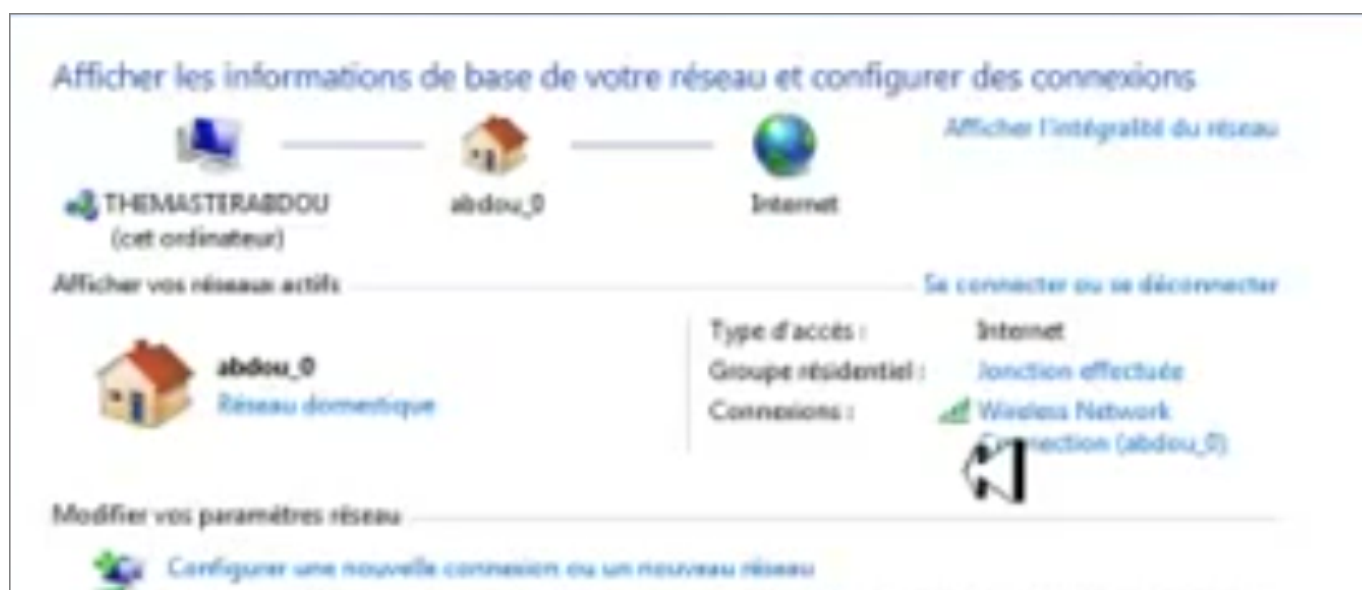 Afficher les informations de base de votre réseau et configurer des connexions
Afficher l'intégralité du réseau
THEMASTERABDOU
(cet ordinateur)
abdou_0
Internet
Afficher vos réseaux actifs
Se connecter ou se déconnecter
abdou_0
Réseau domestique
Type d'accès :
Internet
Groupe résidentiel :
Jonction effectuée
Connexions :
Wireless Network
Connection (abdou_0)
Modifier vos paramètres réseau
Configurer une nouvelle connexion ou un nouveau réseau